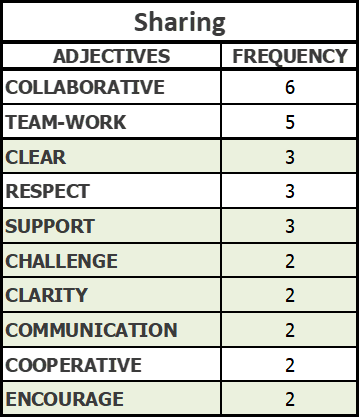 Sharing
ADJECTIVES FREQUENCY
COLLABORATIVE 6
TEAM-WORK 5
CLEAR 3
RESPECT 3
SUPPORT 3
CHALLENGE 2
CLARITY 2
COMMUNICATION 2
COOPERATIVE 2
ENCOURAGE 2